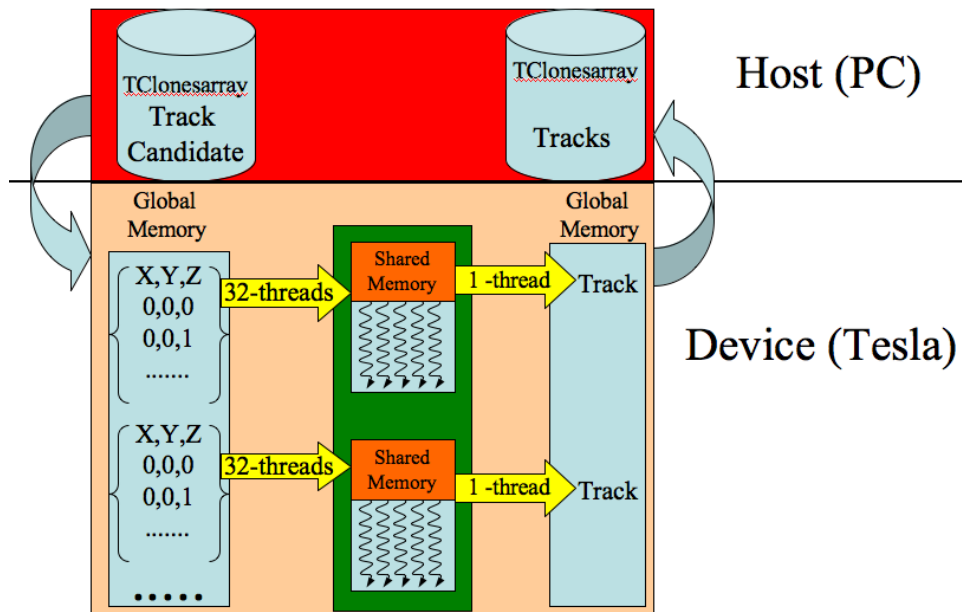 TClonesarray
Track
Candidate
TClonesarray
Tracks
Host (PC)
Global
Memory
Global
Memory
X,Y,Z
0,0,0
0,0,1
.......
32-threads
Shared
Memory
1 -thread
Track
Device (Tesla)
X,Y,Z
0,0,0
0,0,1
.......
32-threads
Shared
Memory
1 -thread
Track
.....